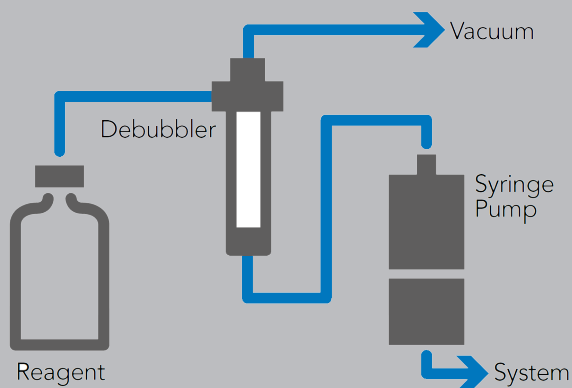 Vacuum
Debubbler
Syringe
Pump
Reagent
System